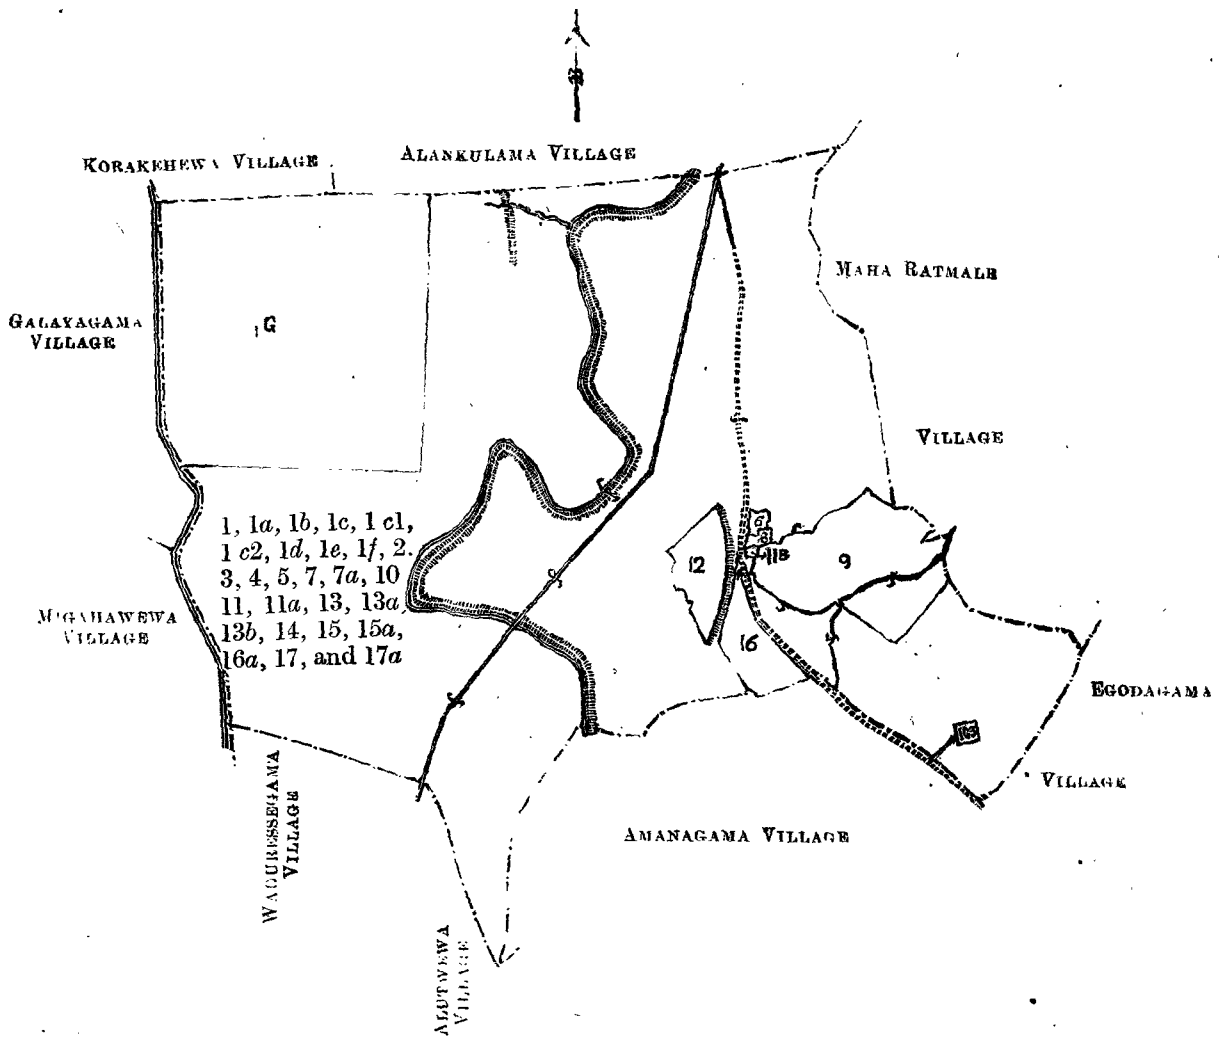 KORAKEHEWA VILLAGE
ALANKULAMA VILLAGE
MAHA RATMALE
VILLAGE
GALAYAGAMA
VILLAGE
G
1, 1a, 1b, 1c, 1 c1,
1 c2, 1d, 1e, 1f, 2.
3, 4, 5, 7, 7a, 10
11, 11a, 13, 13a,
13b, 14, 15, 15a,
16a, 17, and 17a
12
11B
9
16
MIGAHAWEWA
VILLAGE
EGODAGAMA
VILLAGE
AMANAGAMA VILLAGE
WAGURESSEGAMA
VILLAGE
ALUTWEWA
VILLAGE